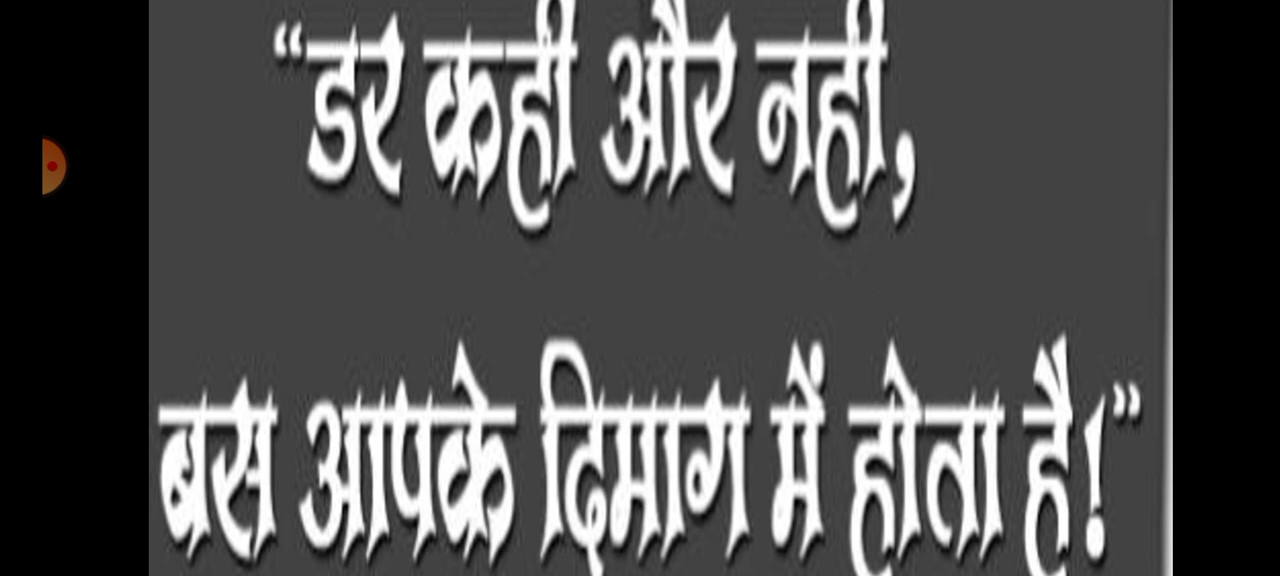 “डर कहीं और नहीं,
बस आपके दिमाग में होता है!”